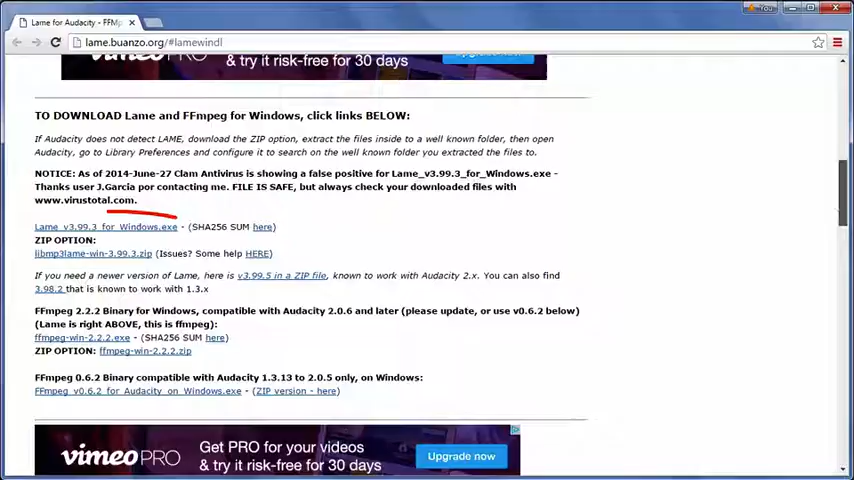 Lame for Audacity - FFMp
You
lame.buanzo.org/#lamewindl
vimeo PRO & try it risk-free for 30 days
TO DOWNLOAD Lame and FFmpeg for Windows, click links BELOW:
If Audacity does not detect LAME, download the ZIP option, extract the files inside to a well known folder, then open
Audacity, go to Library Preferences and configure it to search on the well known folder you extracted the files to.
NOTICE: As of 2014-June-27 Clam Antivirus is showing a false positive for Lame_v3.99.3_for_Windows.exe -
Thanks user J.Garcia por contacting me. FILE IS SAFE, but always check your downloaded files with
www.virustotal.com.
Lame_v3.99.3_for_Windows.exe - (SHA256 SUM here)
ZIP OPTION:
libmp3lame-win-3.99.3.zip (Issues? Some help HERE)
If you need a newer version of Lame, here is v3.99.5 in a ZIP file, known to work with Audacity 2.x. You can also find
3.98.2 that is known to work with 1.3.x
FFmpeg 2.2.2 Binary for Windows, compatible with Audacity 2.0.6 and later (please update, or use v0.6.2 below)
(Lame is right ABOVE, this is ffmpeg):
ffmpeg-win-2.2.2.exe - (SHA256 SUM here)
ZIP OPTION: ffmpeg-win-2.2.2.zip
FFmpeg 0.6.2 Binary compatible with Audacity 1.3.13 to 2.0.5 only, on Windows:
FFmpeg_v0.6.2_for_Audacity_on_Windows.exe - (ZIP version - here)
Get PRO for your videos
vimeo PRO & try it risk-free for 30 days
Upgrade now